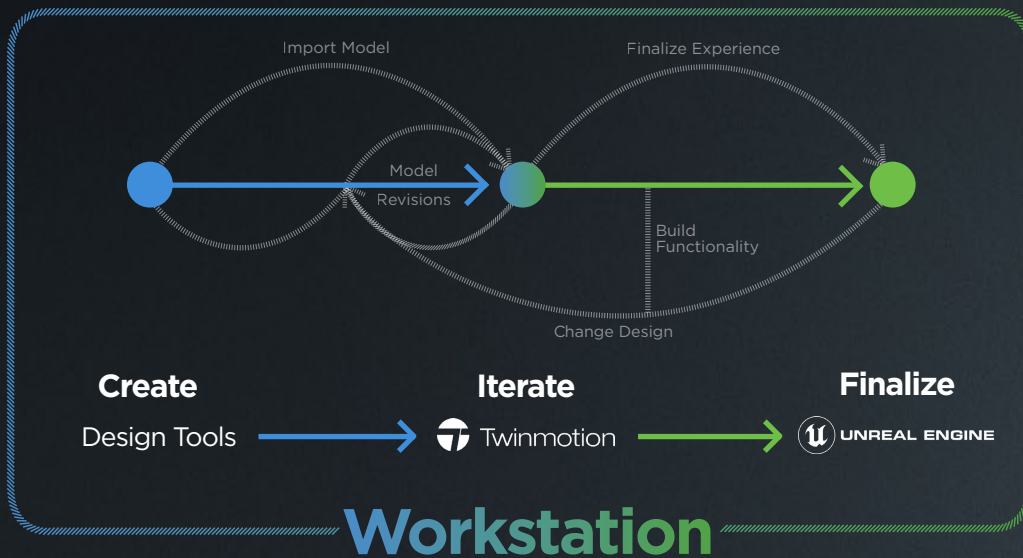 Import Model
Finalize Experience
Model
Revisions
Build
Functionality
Change Design
Create
Iterate
Finalize
Design Tools
Twinmotion
UNREAL ENGINE
Workstation